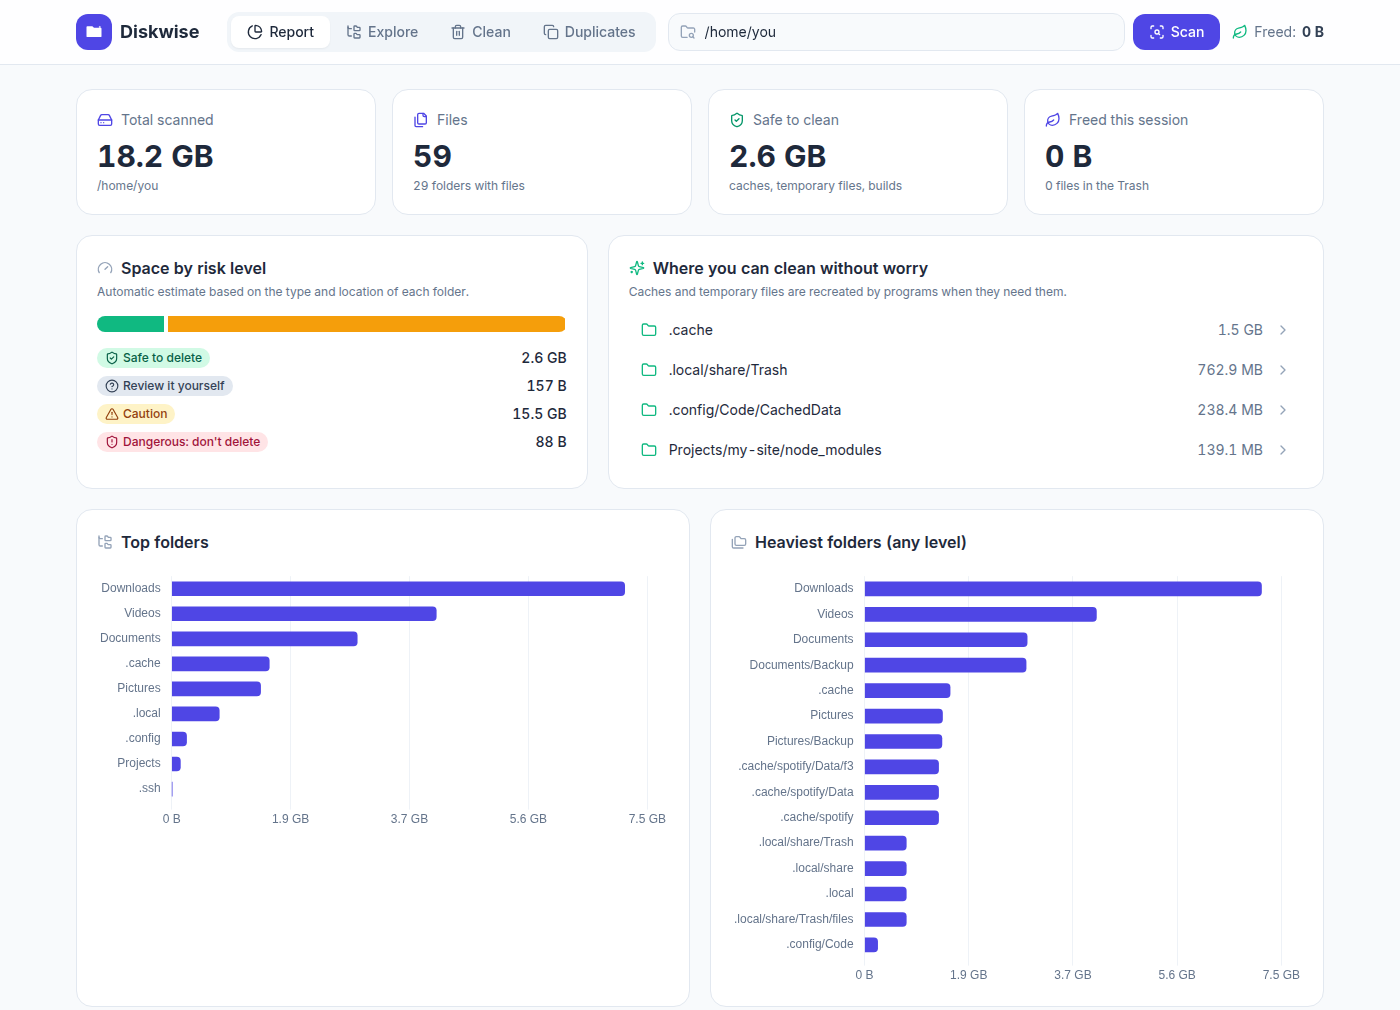 Diskwise
Report
Explore
Clean
Duplicates
/home/you
Scan
Freed: 0 B
Total scanned
18.2 GB
/home/you
Files
59
29 folders with files
Safe to clean
2.6 GB
caches, temporary files, builds
Freed this session
0 B
0 files in the Trash
Space by risk level
Automatic estimate based on the type and location of each folder.
Safe to delete 2.6 GB
Review it yourself 157 B
Caution 15.5 GB
Dangerous: don't delete 88 B
Where you can clean without worry
Caches and temporary files are recreated by programs when they need them.
.cache 1.5 GB
.local/share/Trash 762.9 MB
.config/Code/CachedData 238.4 MB
Projects/my-site/node_modules 139.1 MB
Top folders
Downloads
Videos
Documents
.cache
Pictures
.local
.config
Projects
.ssh
0 B 1.9 GB 3.7 GB 5.6 GB 7.5 GB
Heaviest folders (any level)
Downloads
Videos
Documents
Documents/Backup
.cache
Pictures
Pictures/Backup
.cache/spotify/Data/f3
.cache/spotify/Data
.cache/spotify
.local/share/Trash
.local/share
.local
.local/share/Trash/files
.config/Code
0 B 1.9 GB 3.7 GB 5.6 GB 7.5 GB